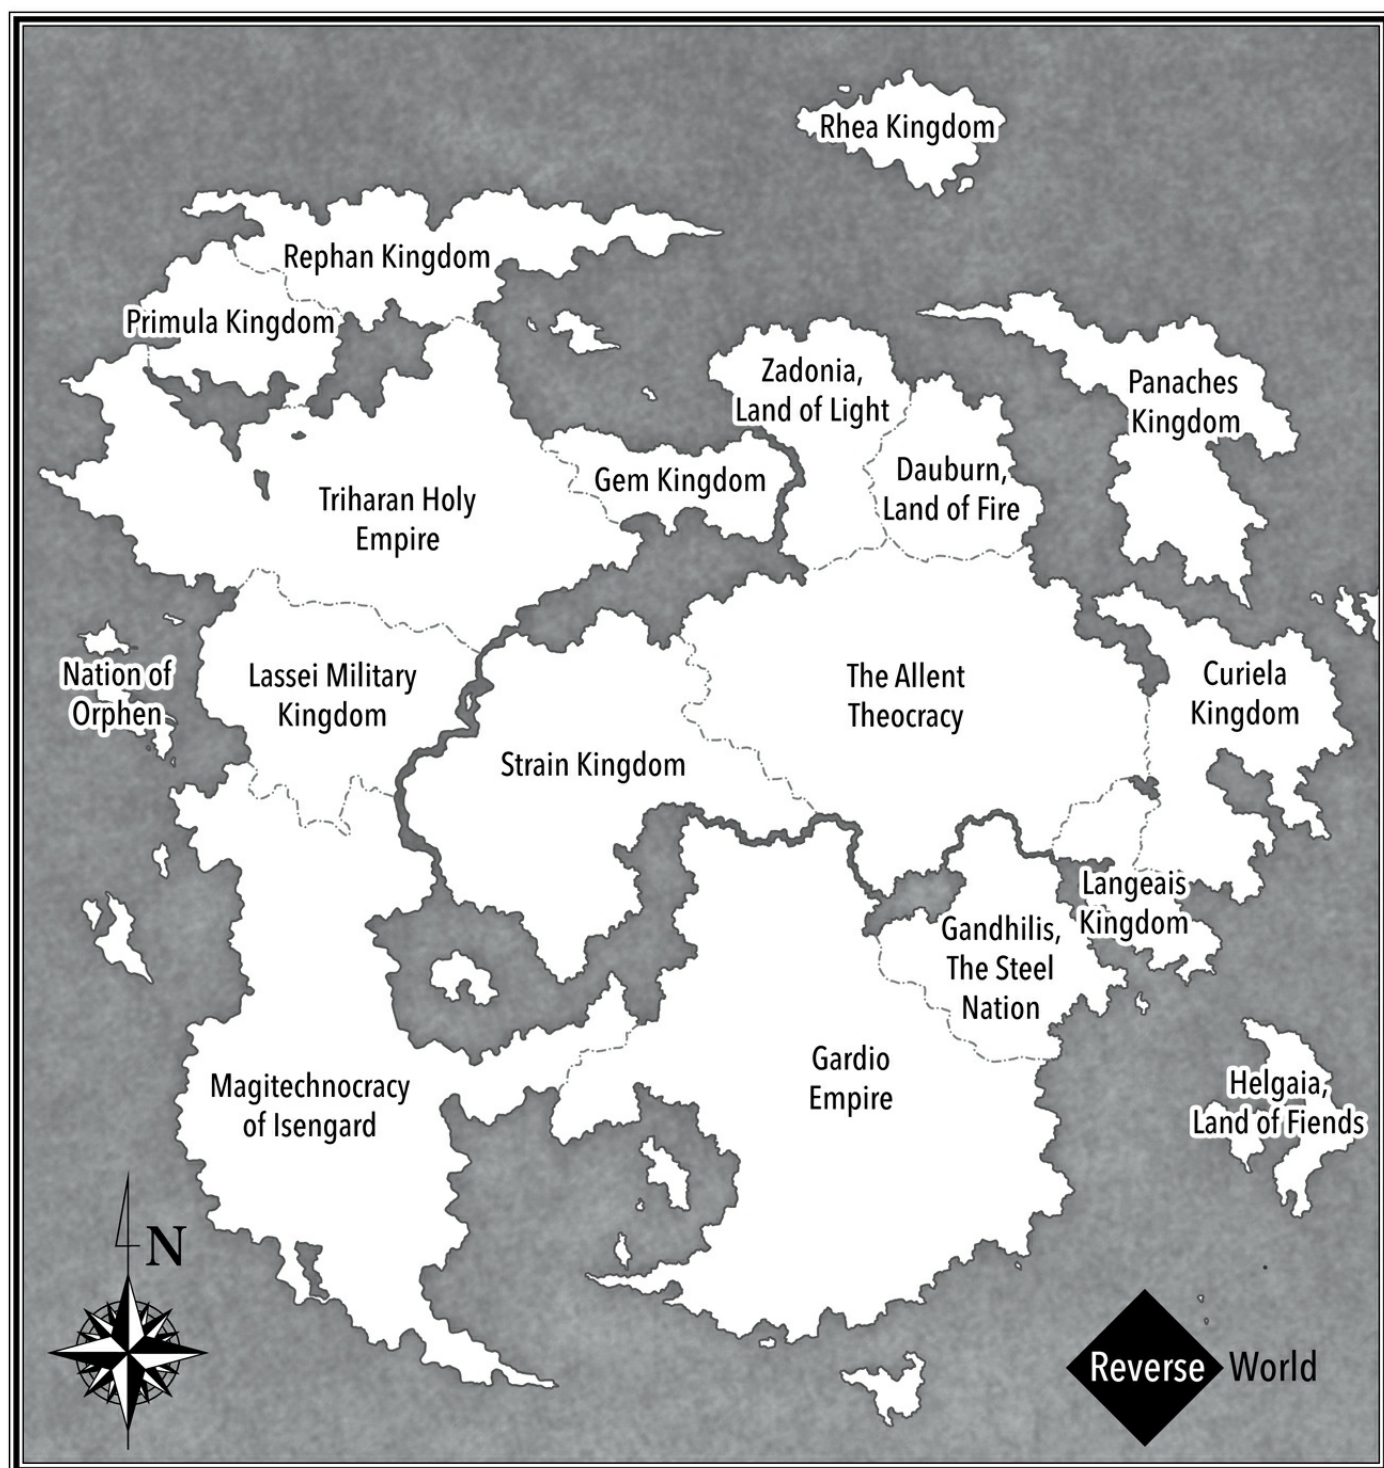 Rhea Kingdom
Rephan Kingdom
Primula Kingdom
Zadonia,
Land of Light
Panaches
Kingdom
Dauburn,
Land of Fire
Gem Kingdom
Triharan Holy
Empire
Nation of
Orphen
Lassei Military
Kingdom
The Allent
Theocracy
Curiela
Kingdom
Strain Kingdom
Langeais
Kingdom
Gandhilis,
The Steel
Nation
Magitechnocracy
of Isengard
Gardio
Empire
Helgaia,
Land of Fiends
N
Reverse World